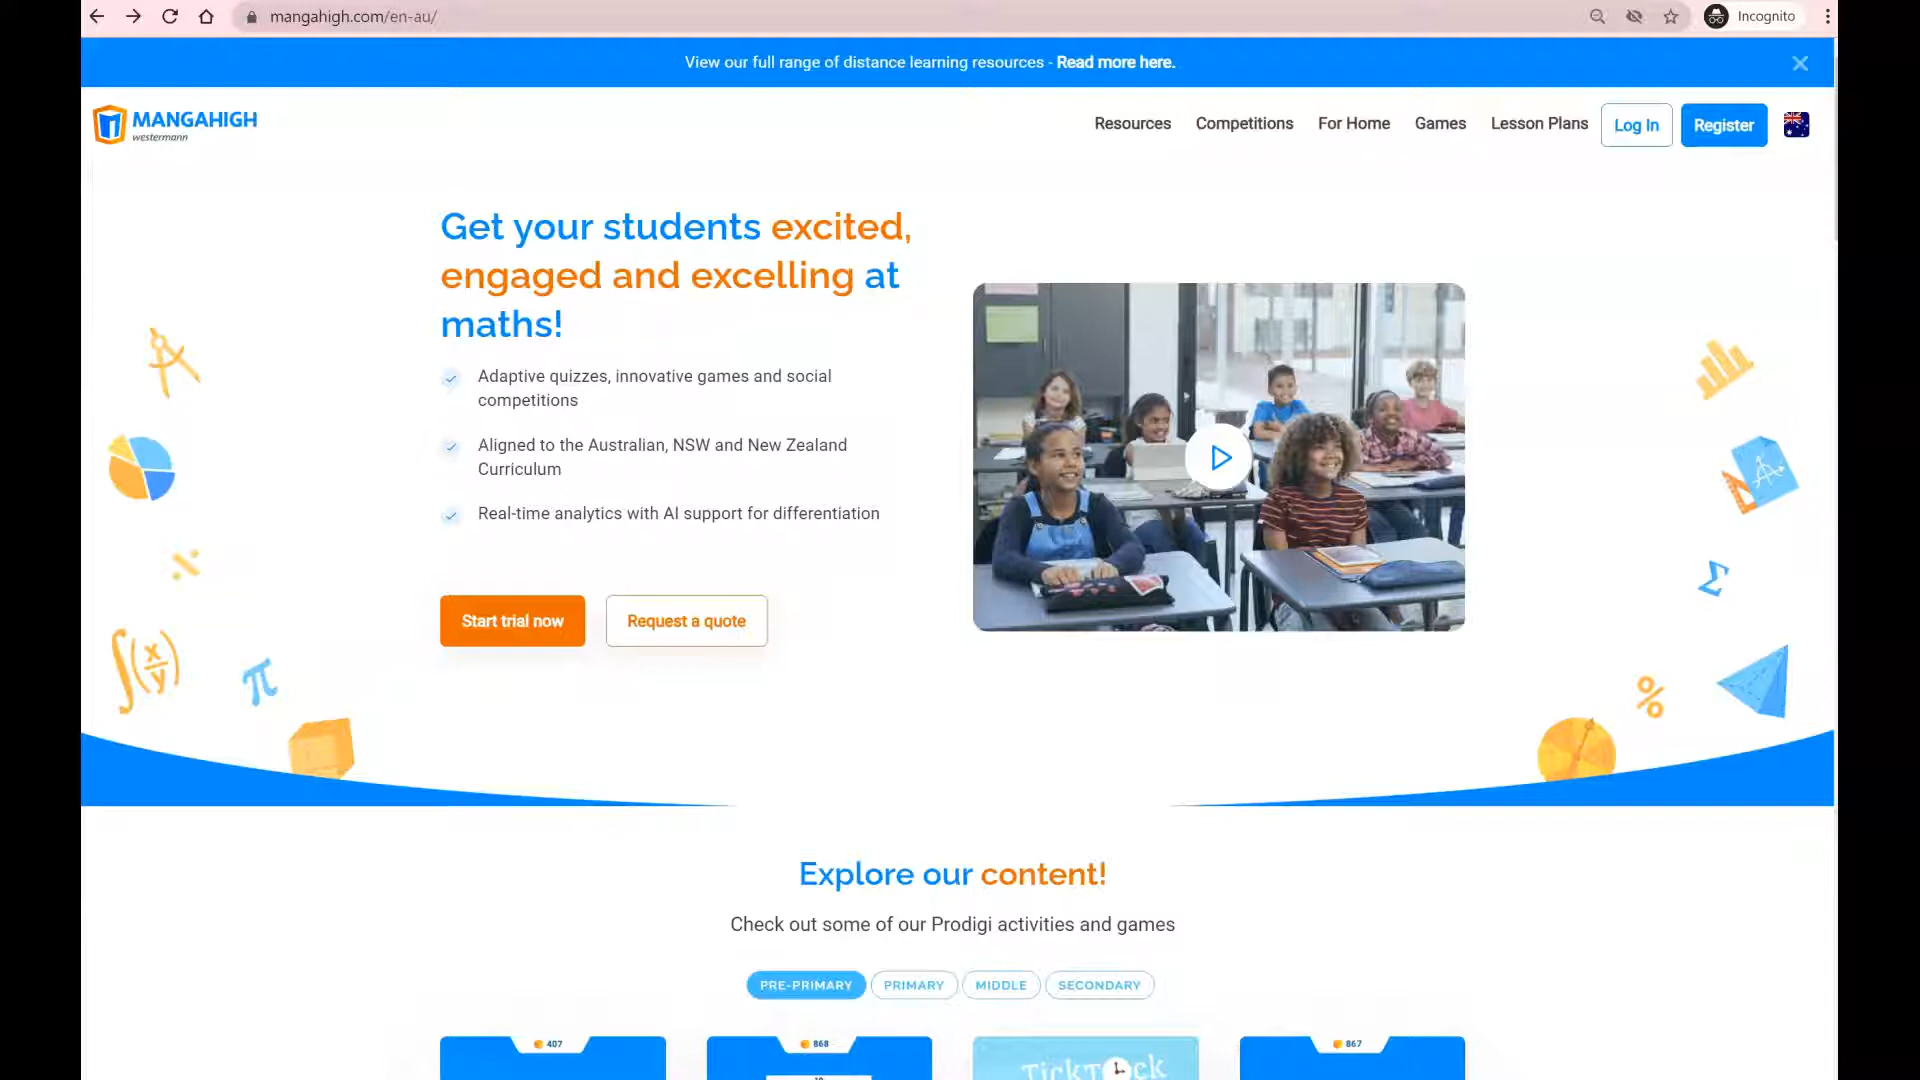 mangahigh.com/en-au/
Incognito
View our full range of distance learning resources - Read more here.
MANGAHIGH
westermann
Resources
Competitions
For Home
Games
Lesson Plans
Log In
Register
Get your students excited,
engaged and excelling at
maths!
Adaptive quizzes, innovative games and social
competitions
Aligned to the Australian, NSW and New Zealand
Curriculum
Real-time analytics with AI support for differentiation
Start trial now
Request a quote
∫(x/y)
π
Σ
%
Explore our content!
Check out some of our Prodigi activities and games
PRE-PRIMARY
PRIMARY
MIDDLE
SECONDARY
407
868
TickTock
867